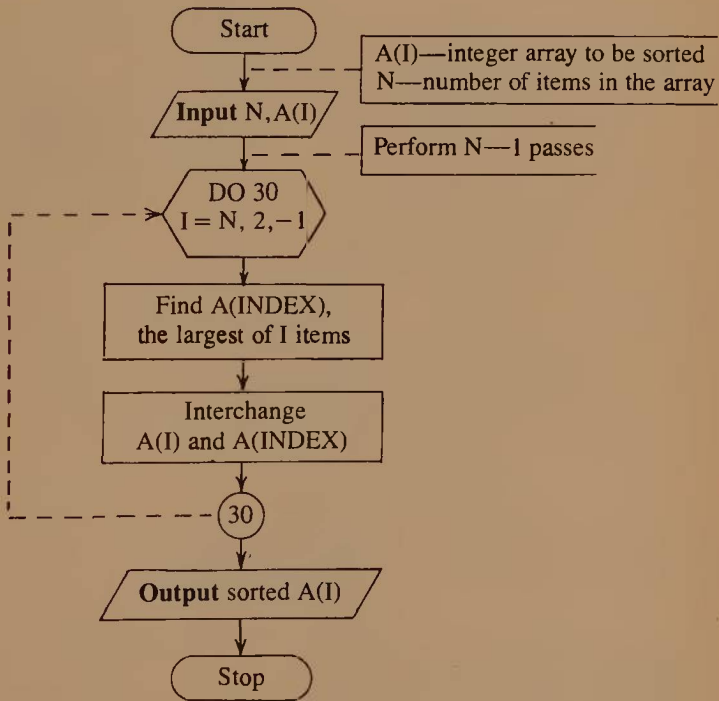 Start
A(I)—integer array to be sorted
N—number of items in the array
Input N, A(I)
Perform N—1 passes
DO 30
I = N, 2, −1
Find A(INDEX),
the largest of I items
Interchange
A(I) and A(INDEX)
30
Output sorted A(I)
Stop